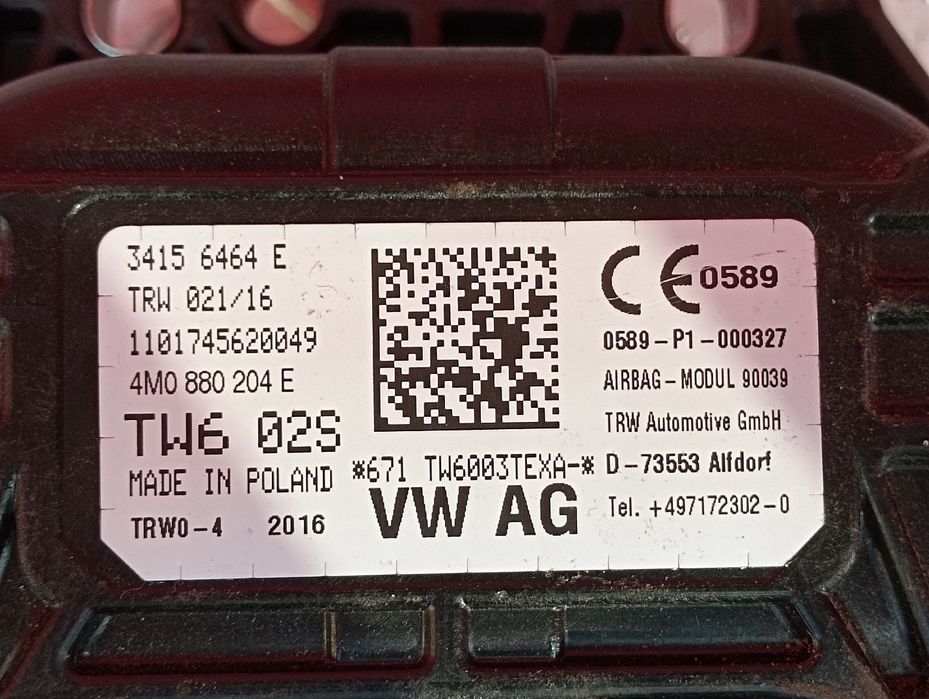 3415 6464 E
TRW 021/16
1101745620049
4M0 880 204 E
TW6 02S
MADE IN POLAND
TRW0-4 2016
*671 TW6003TEXA-*
VW AG
CE 0589
0589-P1-000327
AIRBAG-MODUL 90039
TRW Automotive GmbH
D-73553 Alfdorf
Tel. +497172302-0